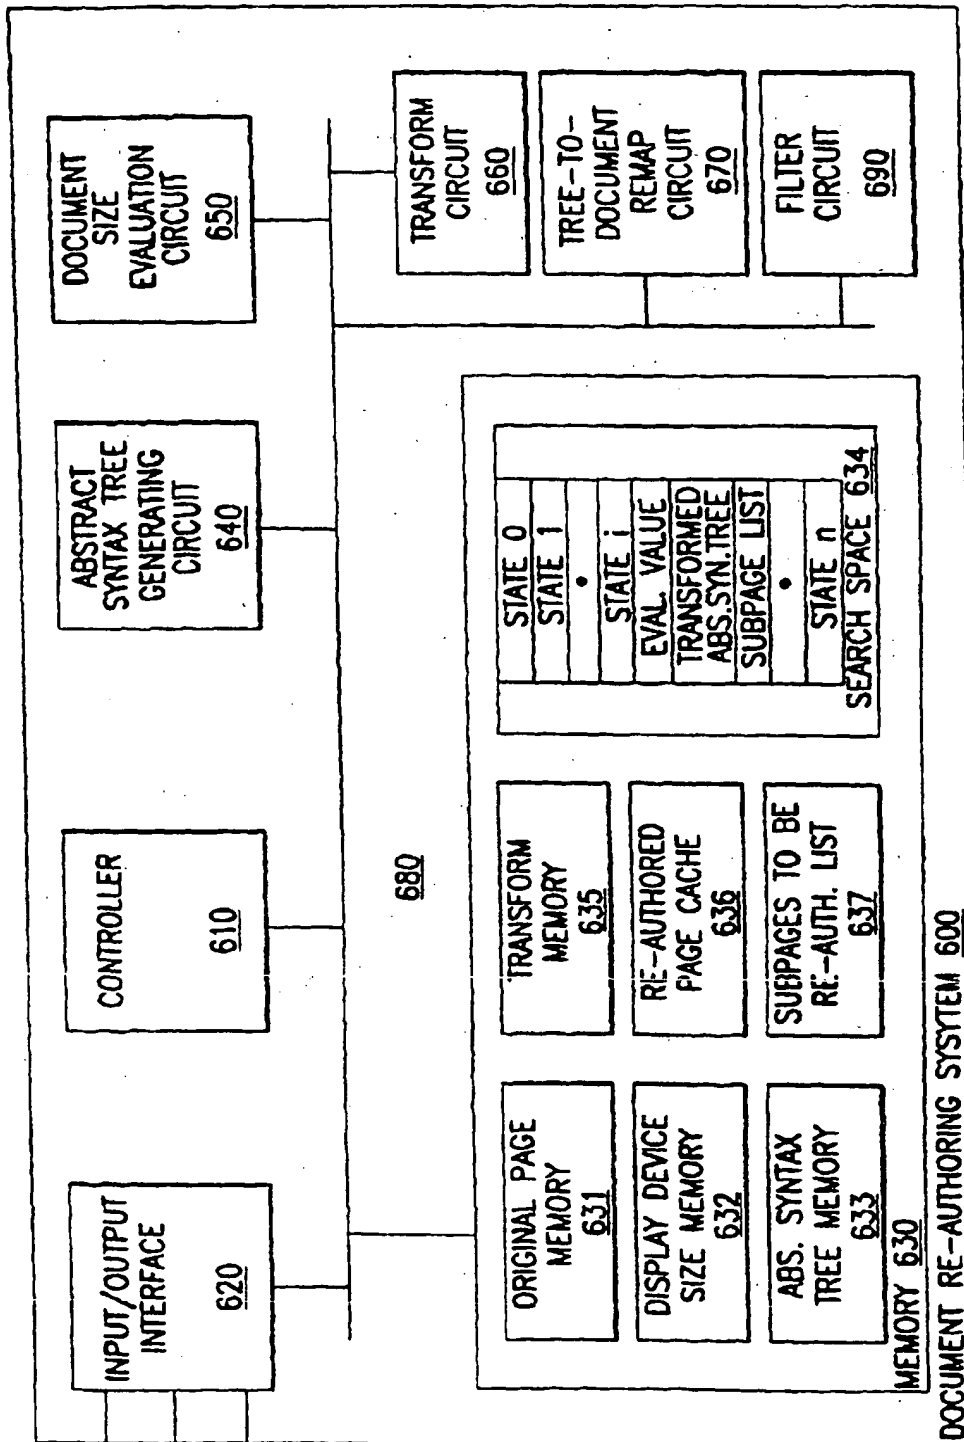 INPUT/OUTPUT
INTERFACE
620
CONTROLLER
610
ABSTRACT
SYNTAX TREE
GENERATING
CIRCUIT
640
DOCUMENT
SIZE
EVALUATION
CIRCUIT
650
680
TRANSFORM
CIRCUIT
660
TREE-TO-
DOCUMENT
REMAP
CIRCUIT
670
FILTER
CIRCUIT
690
ORIGINAL PAGE
MEMORY
631
DISPLAY DEVICE
SIZE MEMORY
632
ABS. SYNTAX
TREE MEMORY
633
TRANSFORM
MEMORY
635
RE-AUTHORED
PAGE CACHE
636
SUBPAGES TO BE
RE-AUTH. LIST
637
STATE 0
STATE 1
•
STATE i
EVAL. VALUE
TRANSFORMED
ABS.SYN.TREE
SUBPAGE LIST
•
STATE n
SEARCH SPACE 634
MEMORY 630
DOCUMENT RE-AUTHORING SYSYTEM 600